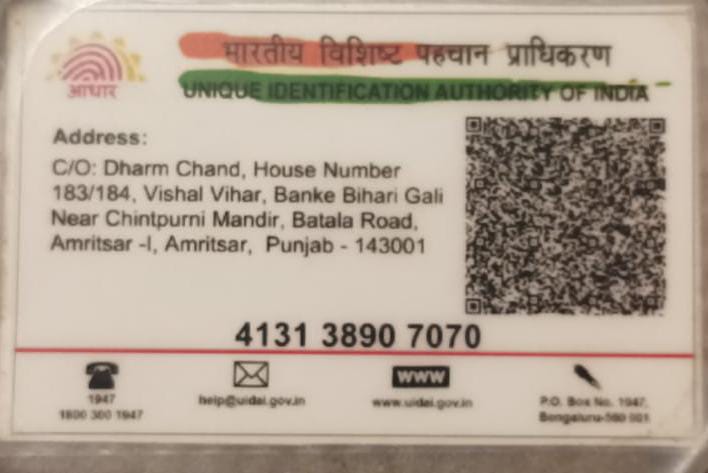 भारतीय विशिष्ट पहचान प्राधिकरण
आधार
UNIQUE IDENTIFICATION AUTHORITY OF INDIA
Address:
C/O: Dharm Chand, House Number
183/184, Vishal Vihar, Banke Bihari Gali
Near Chintpurni Mandir, Batala Road,
Amritsar -I, Amritsar, Punjab - 143001
4131 3890 7070
1947
1800 300 1947
help@uidai.gov.in
www
www.uidai.gov.in
P.O. Box No. 1947,
Bengaluru-560 001